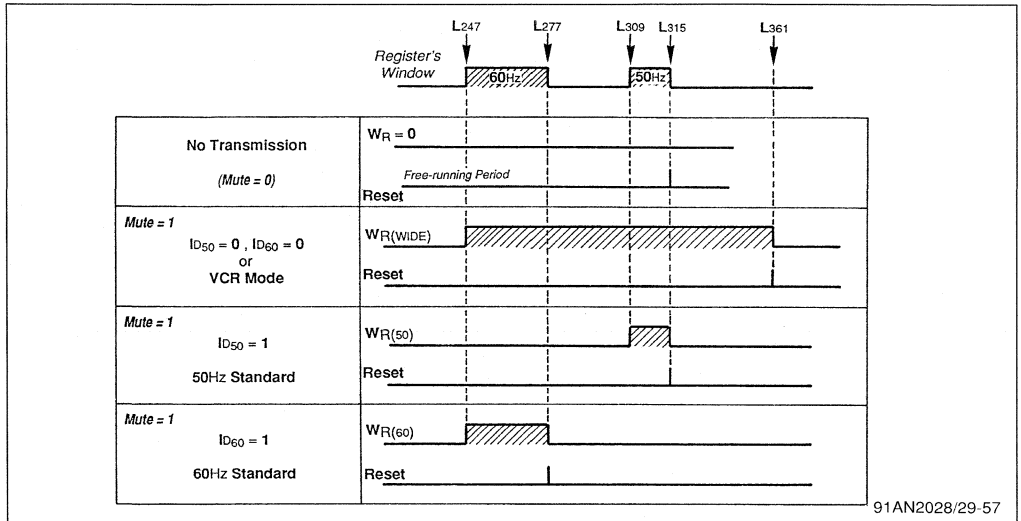 L247 L277 L309 L315 L361
Register's
Window
60Hz
50Hz
No Transmission
(Mute = 0)
WR = 0
Free-running Period
Reset
Mute = 1
ID50 = 0 , ID60 = 0
or
VCR Mode
WR(WIDE)
Reset
Mute = 1
ID50 = 1
50Hz Standard
WR(50)
Reset
Mute = 1
ID60 = 1
60Hz Standard
WR(60)
Reset
91AN2028/29-57